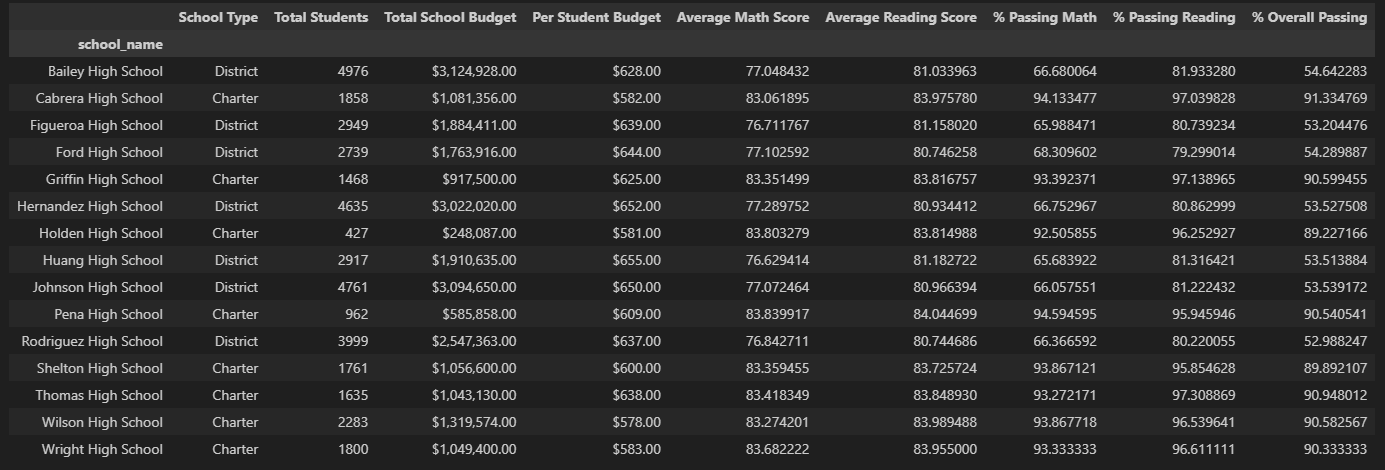 School Type Total Students Total School Budget Per Student Budget Average Math Score Average Reading Score % Passing Math % Passing Reading % Overall Passing
school_name
Bailey High School District 4976 $3,124,928.00 $628.00 77.048432 81.033963 66.680064 81.933280 54.642283
Cabrera High School Charter 1858 $1,081,356.00 $582.00 83.061895 83.975780 94.133477 97.039828 91.334769
Figueroa High School District 2949 $1,884,411.00 $639.00 76.711767 81.158020 65.988471 80.739234 53.204476
Ford High School District 2739 $1,763,916.00 $644.00 77.102592 80.746258 68.309602 79.299014 54.289887
Griffin High School Charter 1468 $917,500.00 $625.00 83.351499 83.816757 93.392371 97.138965 90.599455
Hernandez High School District 4635 $3,022,020.00 $652.00 77.289752 80.934412 66.752967 80.862999 53.527508
Holden High School Charter 427 $248,087.00 $581.00 83.803279 83.814988 92.505855 96.252927 89.227166
Huang High School District 2917 $1,910,635.00 $655.00 76.629414 81.182722 65.683922 81.316421 53.513884
Johnson High School District 4761 $3,094,650.00 $650.00 77.072464 80.966394 66.057551 81.222432 53.539172
Pena High School Charter 962 $585,858.00 $609.00 83.839917 84.044699 94.594595 95.945946 90.540541
Rodriguez High School District 3999 $2,547,363.00 $637.00 76.842711 80.744686 66.366592 80.220055 52.988247
Shelton High School Charter 1761 $1,056,600.00 $600.00 83.359455 83.725724 93.867121 95.854628 89.892107
Thomas High School Charter 1635 $1,043,130.00 $638.00 83.418349 83.848930 93.272171 97.308869 90.948012
Wilson High School Charter 2283 $1,319,574.00 $578.00 83.274201 83.989488 93.867718 96.539641 90.582567
Wright High School Charter 1800 $1,049,400.00 $583.00 83.682222 83.955000 93.333333 96.611111 90.333333